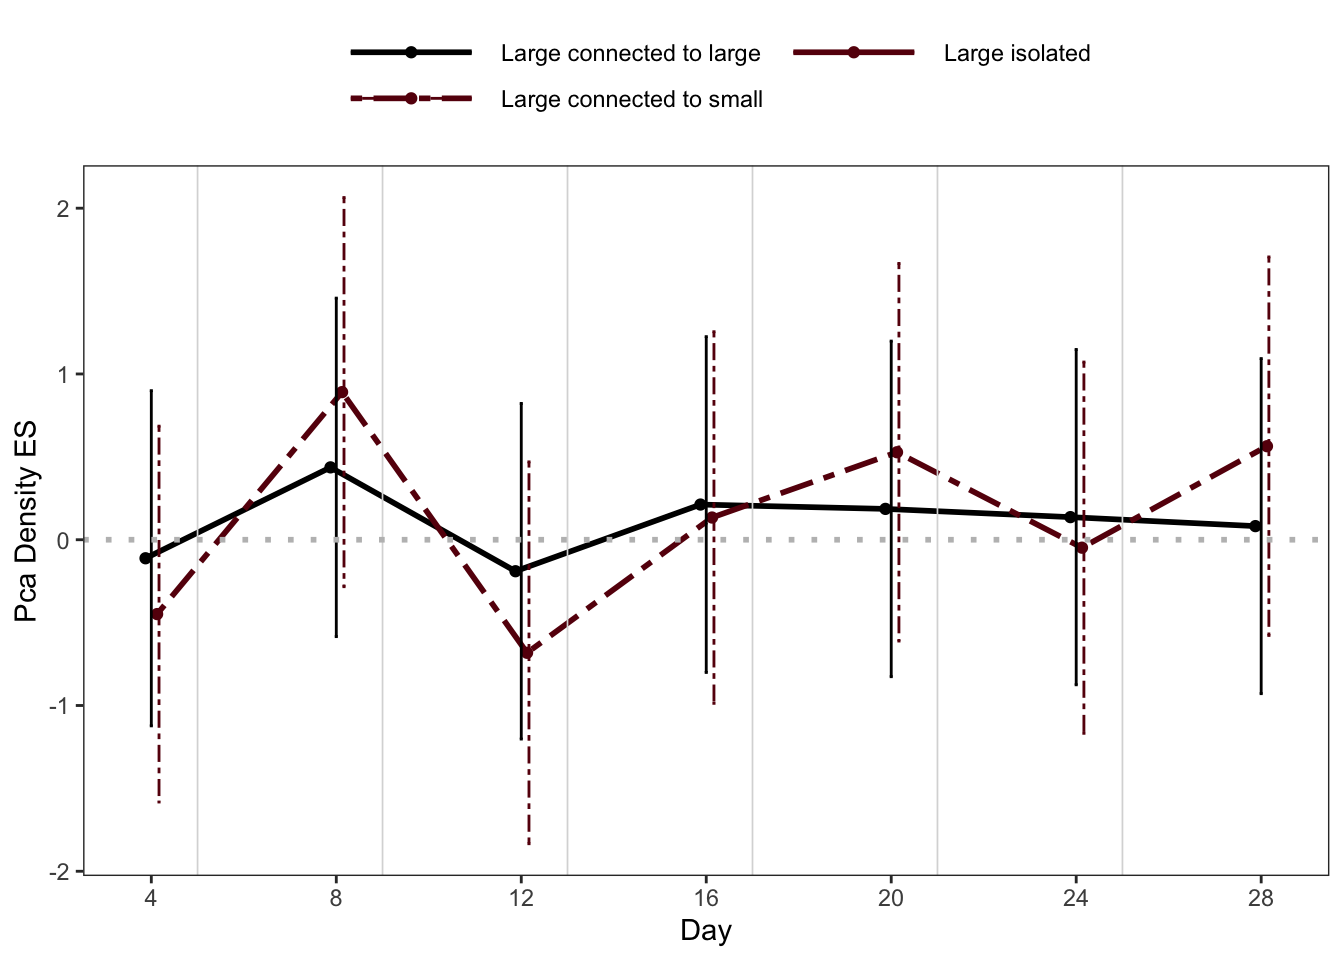 Large connected to large Large isolated
Large connected to small
2
1
0
-1
-2
Pca Density ES
4 8 12 16 20 24 28
Day